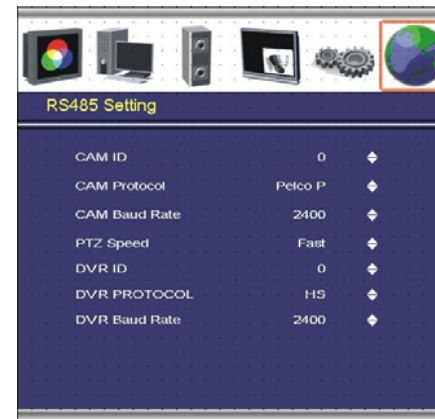 RS485 Setting
CAM ID 0
CAM Protocol Pelco P
CAM Baud Rate 2400
PTZ Speed Fast
DVR ID 0
DVR PROTOCOL HS
DVR Baud Rate 2400